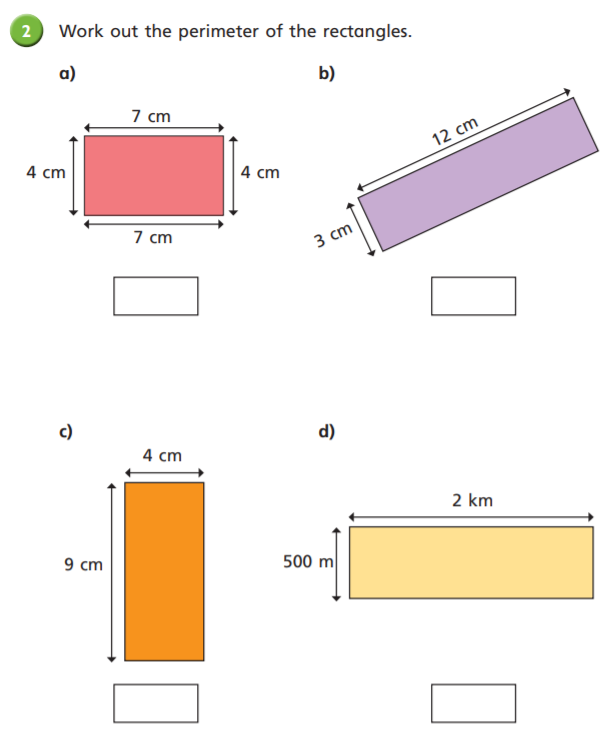 2 Work out the perimeter of the rectangles.
a)
7 cm
4 cm
4 cm
7 cm
b)
12 cm
3 cm
c)
4 cm
9 cm
d)
2 km
500 m